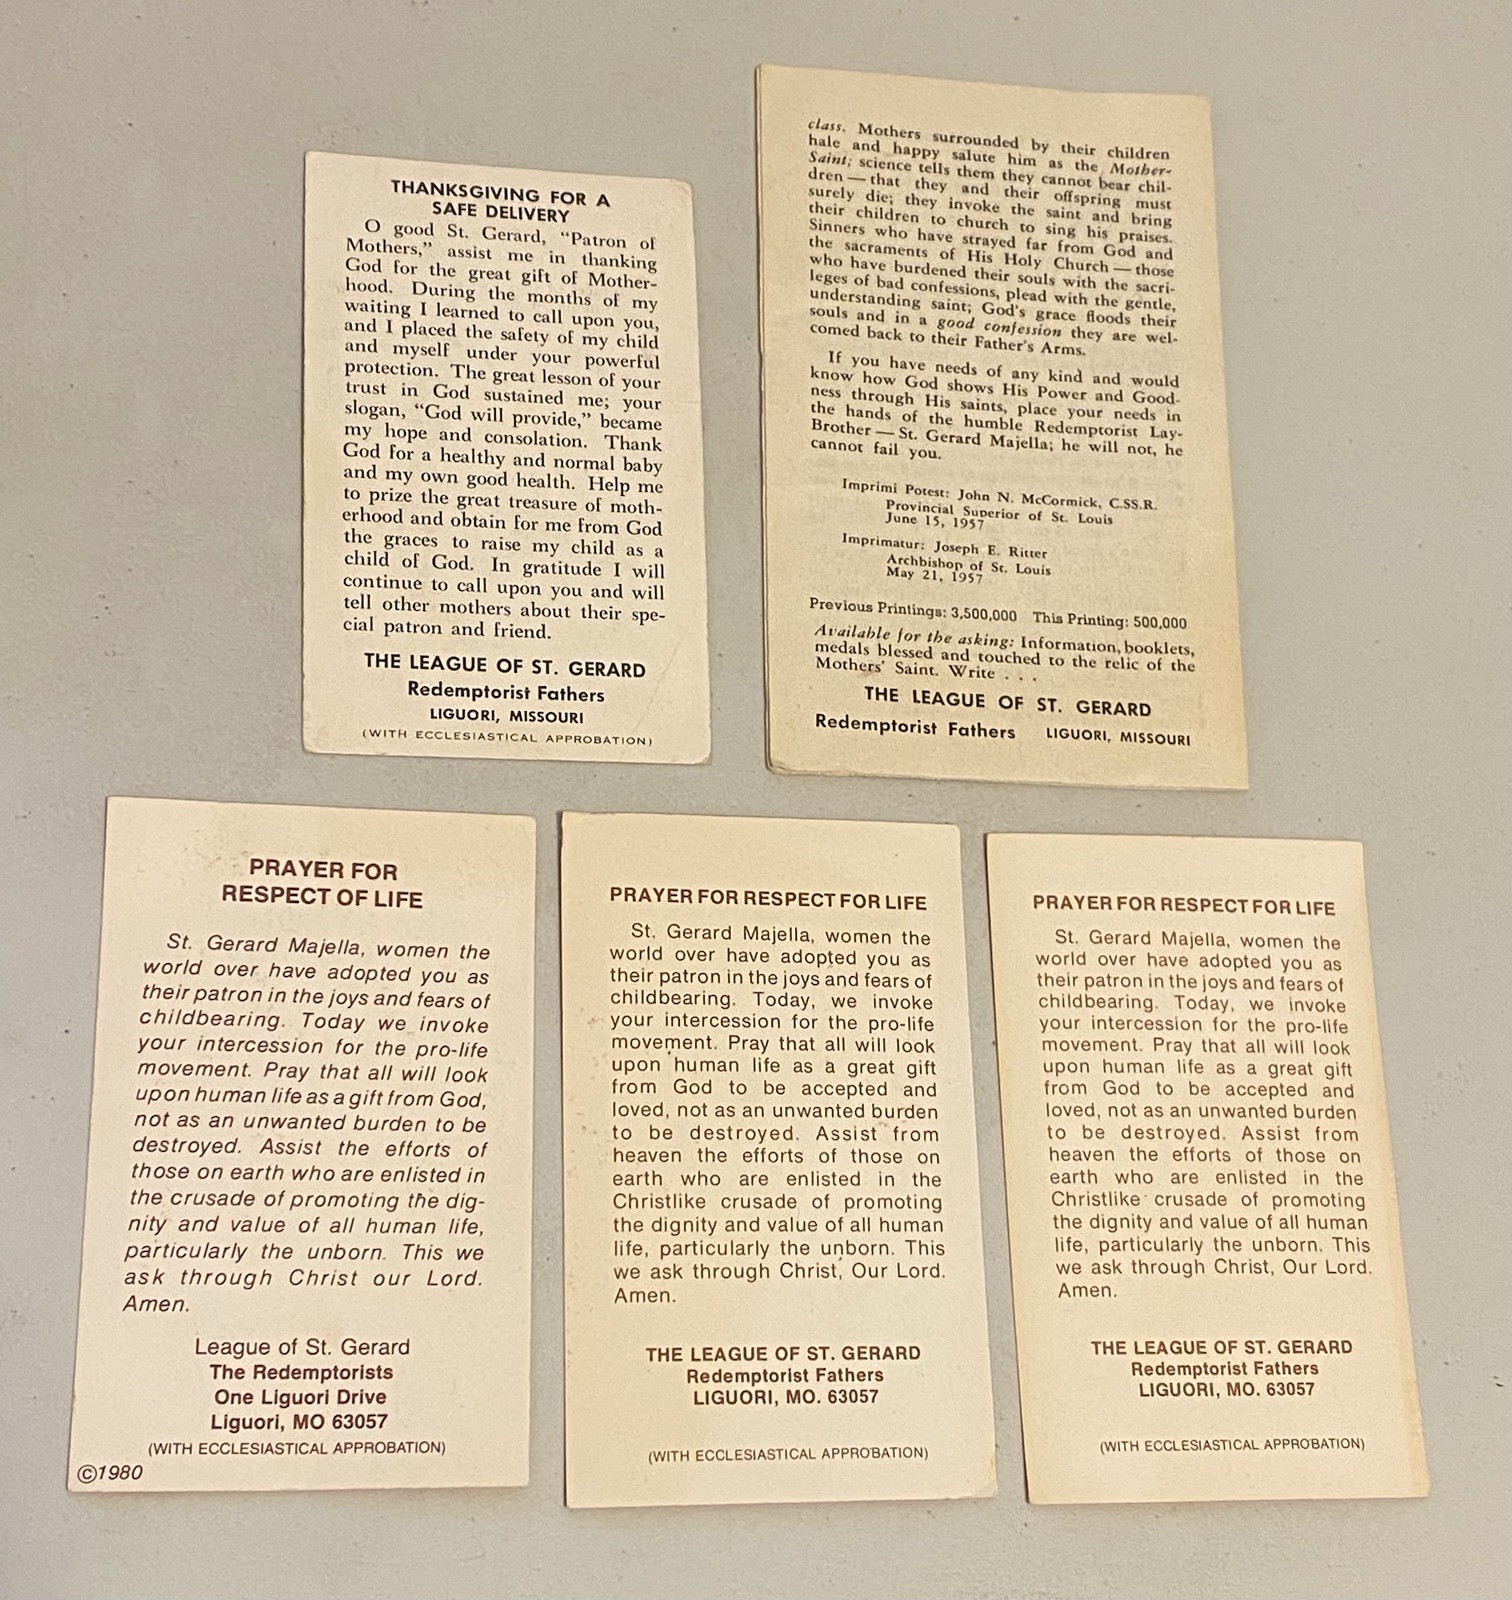 THANKSGIVING FOR A
SAFE DELIVERY
O good St. Gerard, “Patron of
Mothers,” assist me in thanking
God for the great gift of Mother-
hood. During the months of my
waiting I learned to call upon you,
and I placed the safety of my child
and myself under your powerful
protection. The great lesson of your
trust in God sustained me; your
slogan, “God will provide,” became
my hope and consolation. Thank
God for a healthy and normal baby
and my own good health. Help me
to prize the great treasure of moth-
erhood and obtain for me from God
the graces to raise my child as a
child of God. In gratitude I will
continue to call upon you and will
tell other mothers about their spe-
cial patron and friend.
THE LEAGUE OF ST. GERARD
Redemptorist Fathers
LIGUORI, MISSOURI
(WITH ECCLESIASTICAL APPROBATION)
class. Mothers surrounded by their children
hale and happy salute him as the Mother-
Saint; science tells them they cannot bear chil-
dren — that they and their offspring must
surely die; they invoke the saint and bring
their children to church to sing his praises.
Sinners who have strayed far from God and
the sacraments of His Holy Church — those
who have burdened their souls with the sacri-
leges of bad confessions, plead with the gentle,
understanding saint; God's grace floods their
souls and in a good confession they are wel-
comed back to their Father's Arms.
If you have needs of any kind and would
know how God shows His Power and Good-
ness through His saints, place your needs in
the hands of the humble Redemptorist Lay-
Brother — St. Gerard Majella; he will not, he
cannot fail you.
Imprimi Potest: John N. McCormick, C.SS.R.
Provincial Superior of St. Louis
June 15, 1957
Imprimatur: Joseph E. Ritter
Archbishop of St. Louis
May 21, 1957
Previous Printings: 3,500,000 This Printing: 500,000
Available for the asking: Information, booklets,
medals blessed and touched to the relic of the
Mothers' Saint. Write . . .
THE LEAGUE OF ST. GERARD
Redemptorist Fathers LIGUORI, MISSOURI
PRAYER FOR
RESPECT OF LIFE
St. Gerard Majella, women the
world over have adopted you as
their patron in the joys and fears of
childbearing. Today we invoke
your intercession for the pro-life
movement. Pray that all will look
upon human life as a gift from God,
not as an unwanted burden to be
destroyed. Assist the efforts of
those on earth who are enlisted in
the crusade of promoting the dig-
nity and value of all human life,
particularly the unborn. This we
ask through Christ our Lord.
Amen.
League of St. Gerard
The Redemptorists
One Liguori Drive
Liguori, MO 63057
(WITH ECCLESIASTICAL APPROBATION)
©1980
PRAYER FOR RESPECT FOR LIFE
St. Gerard Majella, women the
world over have adopted you as
their patron in the joys and fears of
childbearing. Today, we invoke
your intercession for the pro-life
movement. Pray that all will look
upon human life as a great gift
from God to be accepted and
loved, not as an unwanted burden
to be destroyed. Assist from
heaven the efforts of those on
earth who are enlisted in the
Christlike crusade of promoting
the dignity and value of all human
life, particularly the unborn. This
we ask through Christ, Our Lord.
Amen.
THE LEAGUE OF ST. GERARD
Redemptorist Fathers
LIGUORI, MO. 63057
(WITH ECCLESIASTICAL APPROBATION)
PRAYER FOR RESPECT FOR LIFE
St. Gerard Majella, women the
world over have adopted you as
their patron in the joys and fears of
childbearing. Today, we invoke
your intercession for the pro-life
movement. Pray that all will look
upon human life as a great gift
from God to be accepted and
loved, not as an unwanted burden
to be destroyed. Assist from
heaven the efforts of those on
earth who are enlisted in the
Christlike crusade of promoting
the dignity and value of all human
life, particularly the unborn. This
we ask through Christ, Our Lord.
Amen.
THE LEAGUE OF ST. GERARD
Redemptorist Fathers
LIGUORI, MO. 63057
(WITH ECCLESIASTICAL APPROBATION)